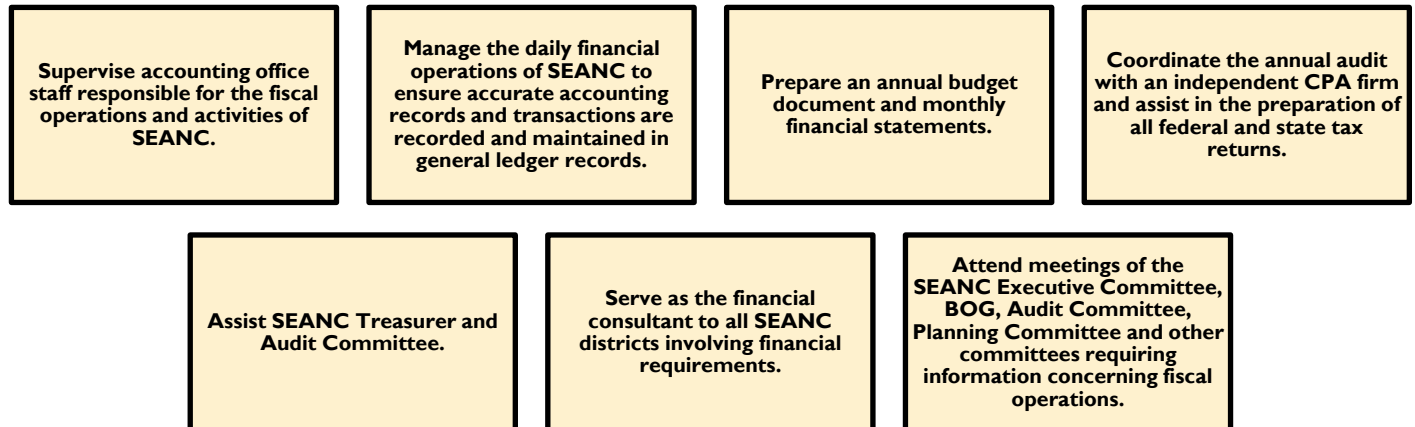 Supervise accounting office
staff responsible for the fiscal
operations and activities of
SEANC.
Manage the daily financial
operations of SEANC to
ensure accurate accounting
records and transactions are
recorded and maintained in
general ledger records.
Prepare an annual budget
document and monthly
financial statements.
Coordinate the annual audit
with an independent CPA firm
and assist in the preparation of
all federal and state tax
returns.
Assist SEANC Treasurer and
Audit Committee.
Serve as the financial
consultant to all SEANC
districts involving financial
requirements.
Attend meetings of the
SEANC Executive Committee,
BOG, Audit Committee,
Planning Committee and other
committees requiring
information concerning fiscal
operations.